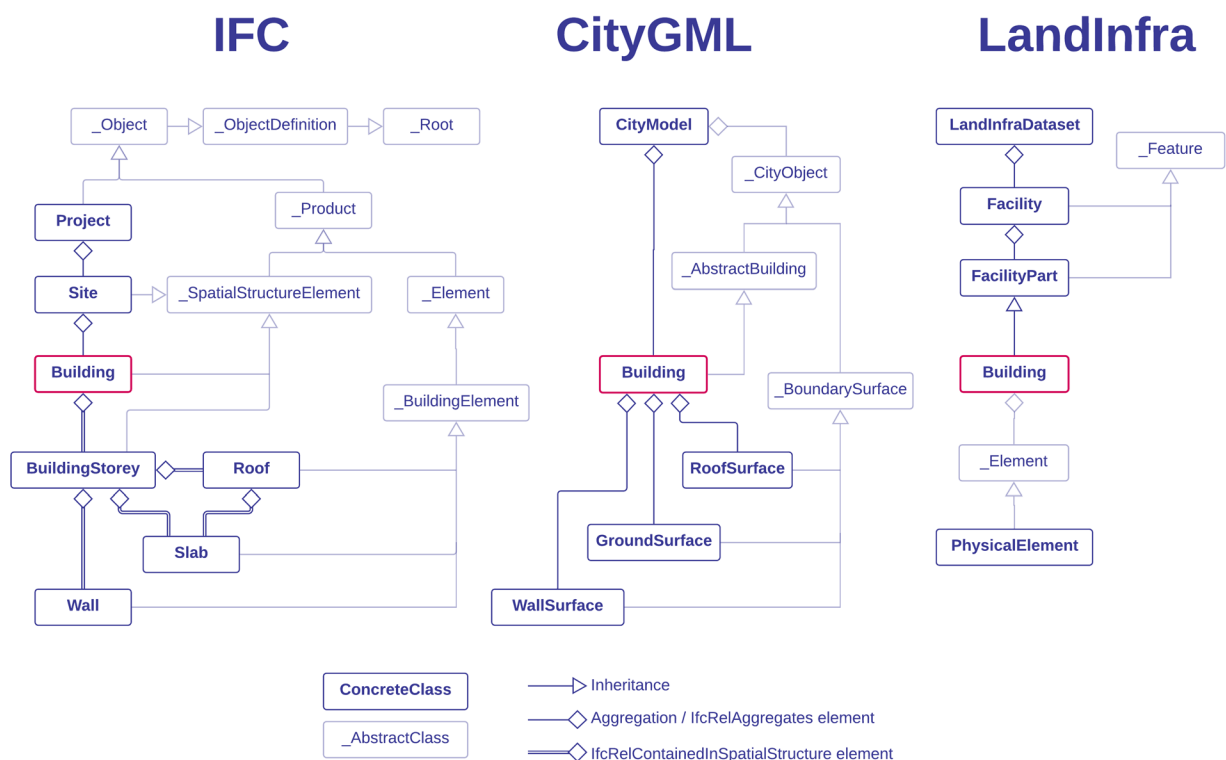 IFC
CityGML
LandInfra
_Object
_ObjectDefinition
_Root
Project
_Product
Site
_SpatialStructureElement
_Element
Building
_BuildingElement
BuildingStorey
Roof
Slab
Wall
CityModel
_CityObject
_AbstractBuilding
Building
_BoundarySurface
RoofSurface
GroundSurface
WallSurface
LandInfraDataset
_Feature
Facility
FacilityPart
Building
_Element
PhysicalElement
ConcreteClass
_AbstractClass
Inheritance
Aggregation / IfcRelAggregates element
IfcRelContainedInSpatialStructure element